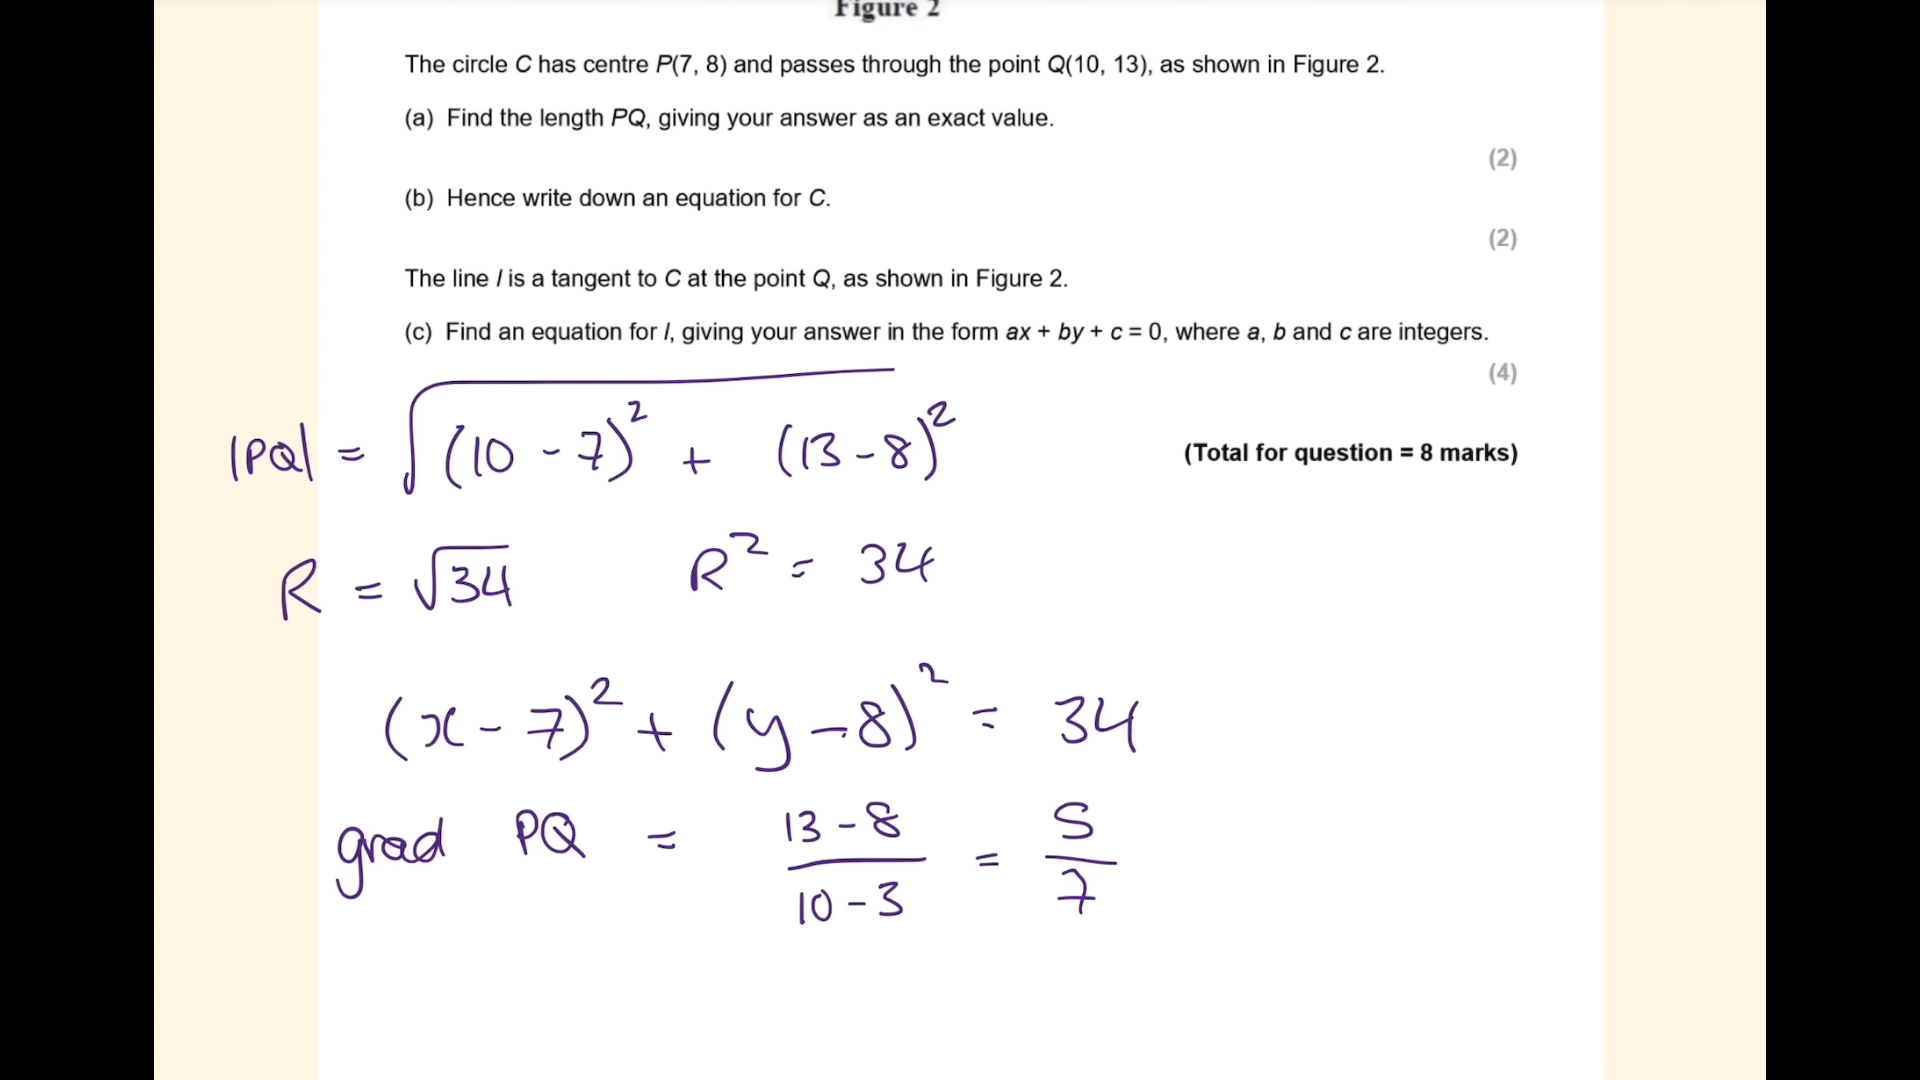 Figure 2
The circle C has centre P(7, 8) and passes through the point Q(10, 13), as shown in Figure 2.
(a) Find the length PQ, giving your answer as an exact value.
(2)
(b) Hence write down an equation for C.
(2)
The line l is a tangent to C at the point Q, as shown in Figure 2.
(c) Find an equation for l, giving your answer in the form ax + by + c = 0, where a, b and c are integers.
(4)
|PQ| = √((10 - 7)² + (13 - 8)²)
(Total for question = 8 marks)
R = √34 R² = 34
(x - 7)² + (y - 8)² = 34
grad PQ = (13 - 8)/(10 - 3) = 5/7